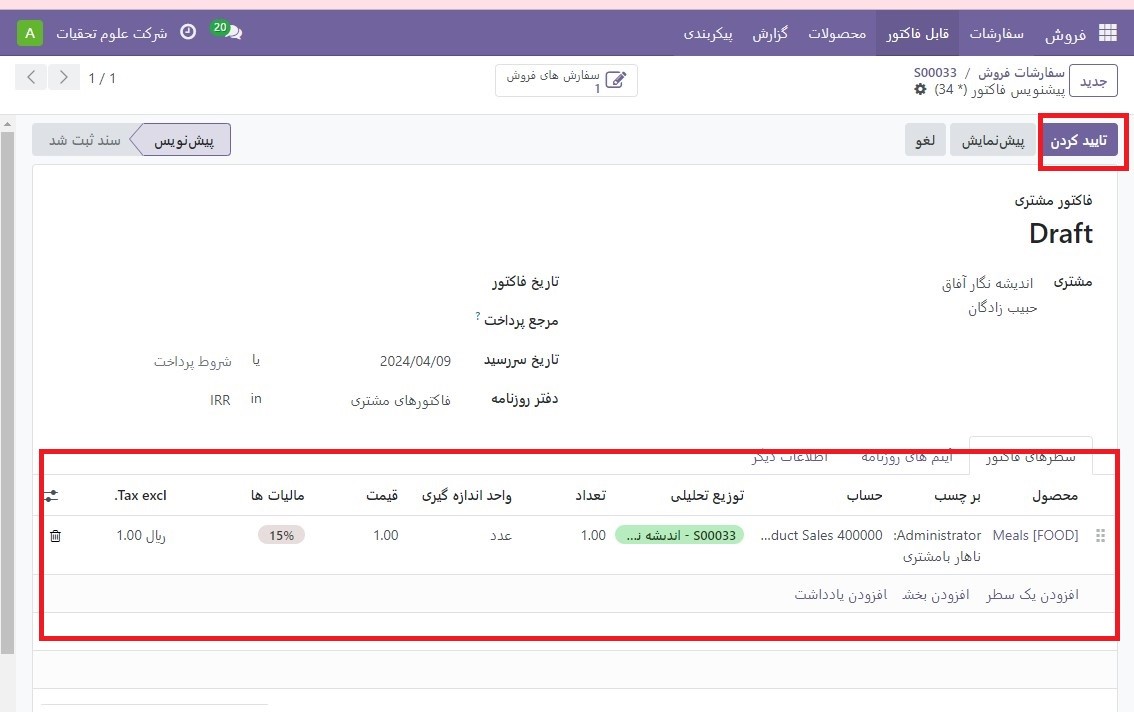 فروش سفارشات قابل فاکتور محصولات گزارش پیکربندی 20 شرکت علوم تحقیات A
جدید سفارشات فروش / S00033
پیشنویس فاکتور (* 34)
سفارش های فروش
1
1 / 1
تایید کردن پیش‌نمایش لغو پیش‌نویس سند ثبت شد
فاکتور مشتری
Draft
مشتری اندیشه نگار آفاق
حبیب زادگان
تاریخ فاکتور
مرجع پرداخت ?
تاریخ سررسید 2024/04/09 یا شروط پرداخت
دفتر روزنامه فاکتورهای مشتری in IRR
سطرهای فاکتور آیتم های روزنامه اطلاعات دیگر
محصول بر چسب حساب توزیع تحلیلی تعداد واحد اندازه گیری قیمت مالیات ها Tax excl.
[FOOD] Meals Administrator: 400000 Product Sales... S00033 - اندیشه ن... 1.00 عدد 1.00 15% 1.00 ریال
ناهار بامشتری
افزودن یک سطر افزودن بخش افزودن یادداشت